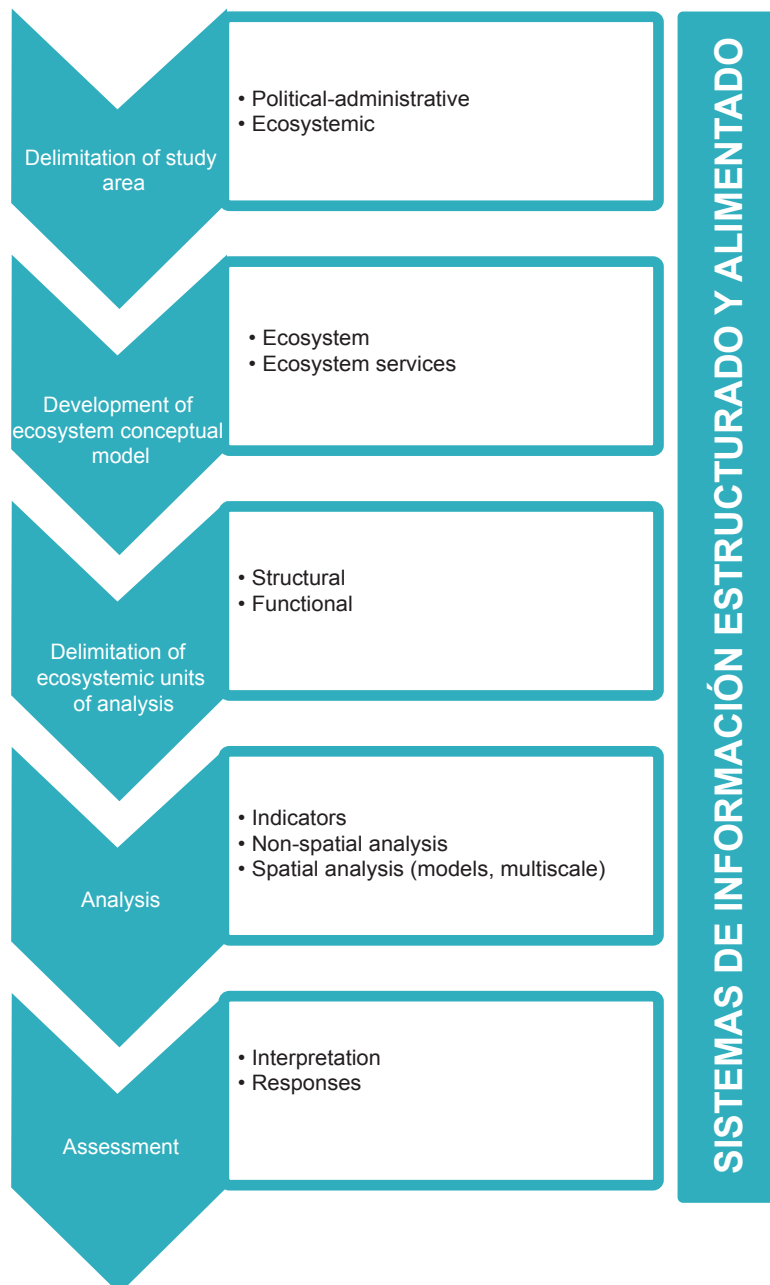 Delimitation of study
area
• Political-administrative
• Ecosystemic
Development of
ecosystem conceptual
model
• Ecosystem
• Ecosystem services
Delimitation of
ecosystemic units
of analysis
• Structural
• Functional
Analysis
• Indicators
• Non-spatial analysis
• Spatial analysis (models, multiscale)
Assessment
• Interpretation
• Responses
SISTEMAS DE INFORMACIÓN ESTRUCTURADO Y ALIMENTADO